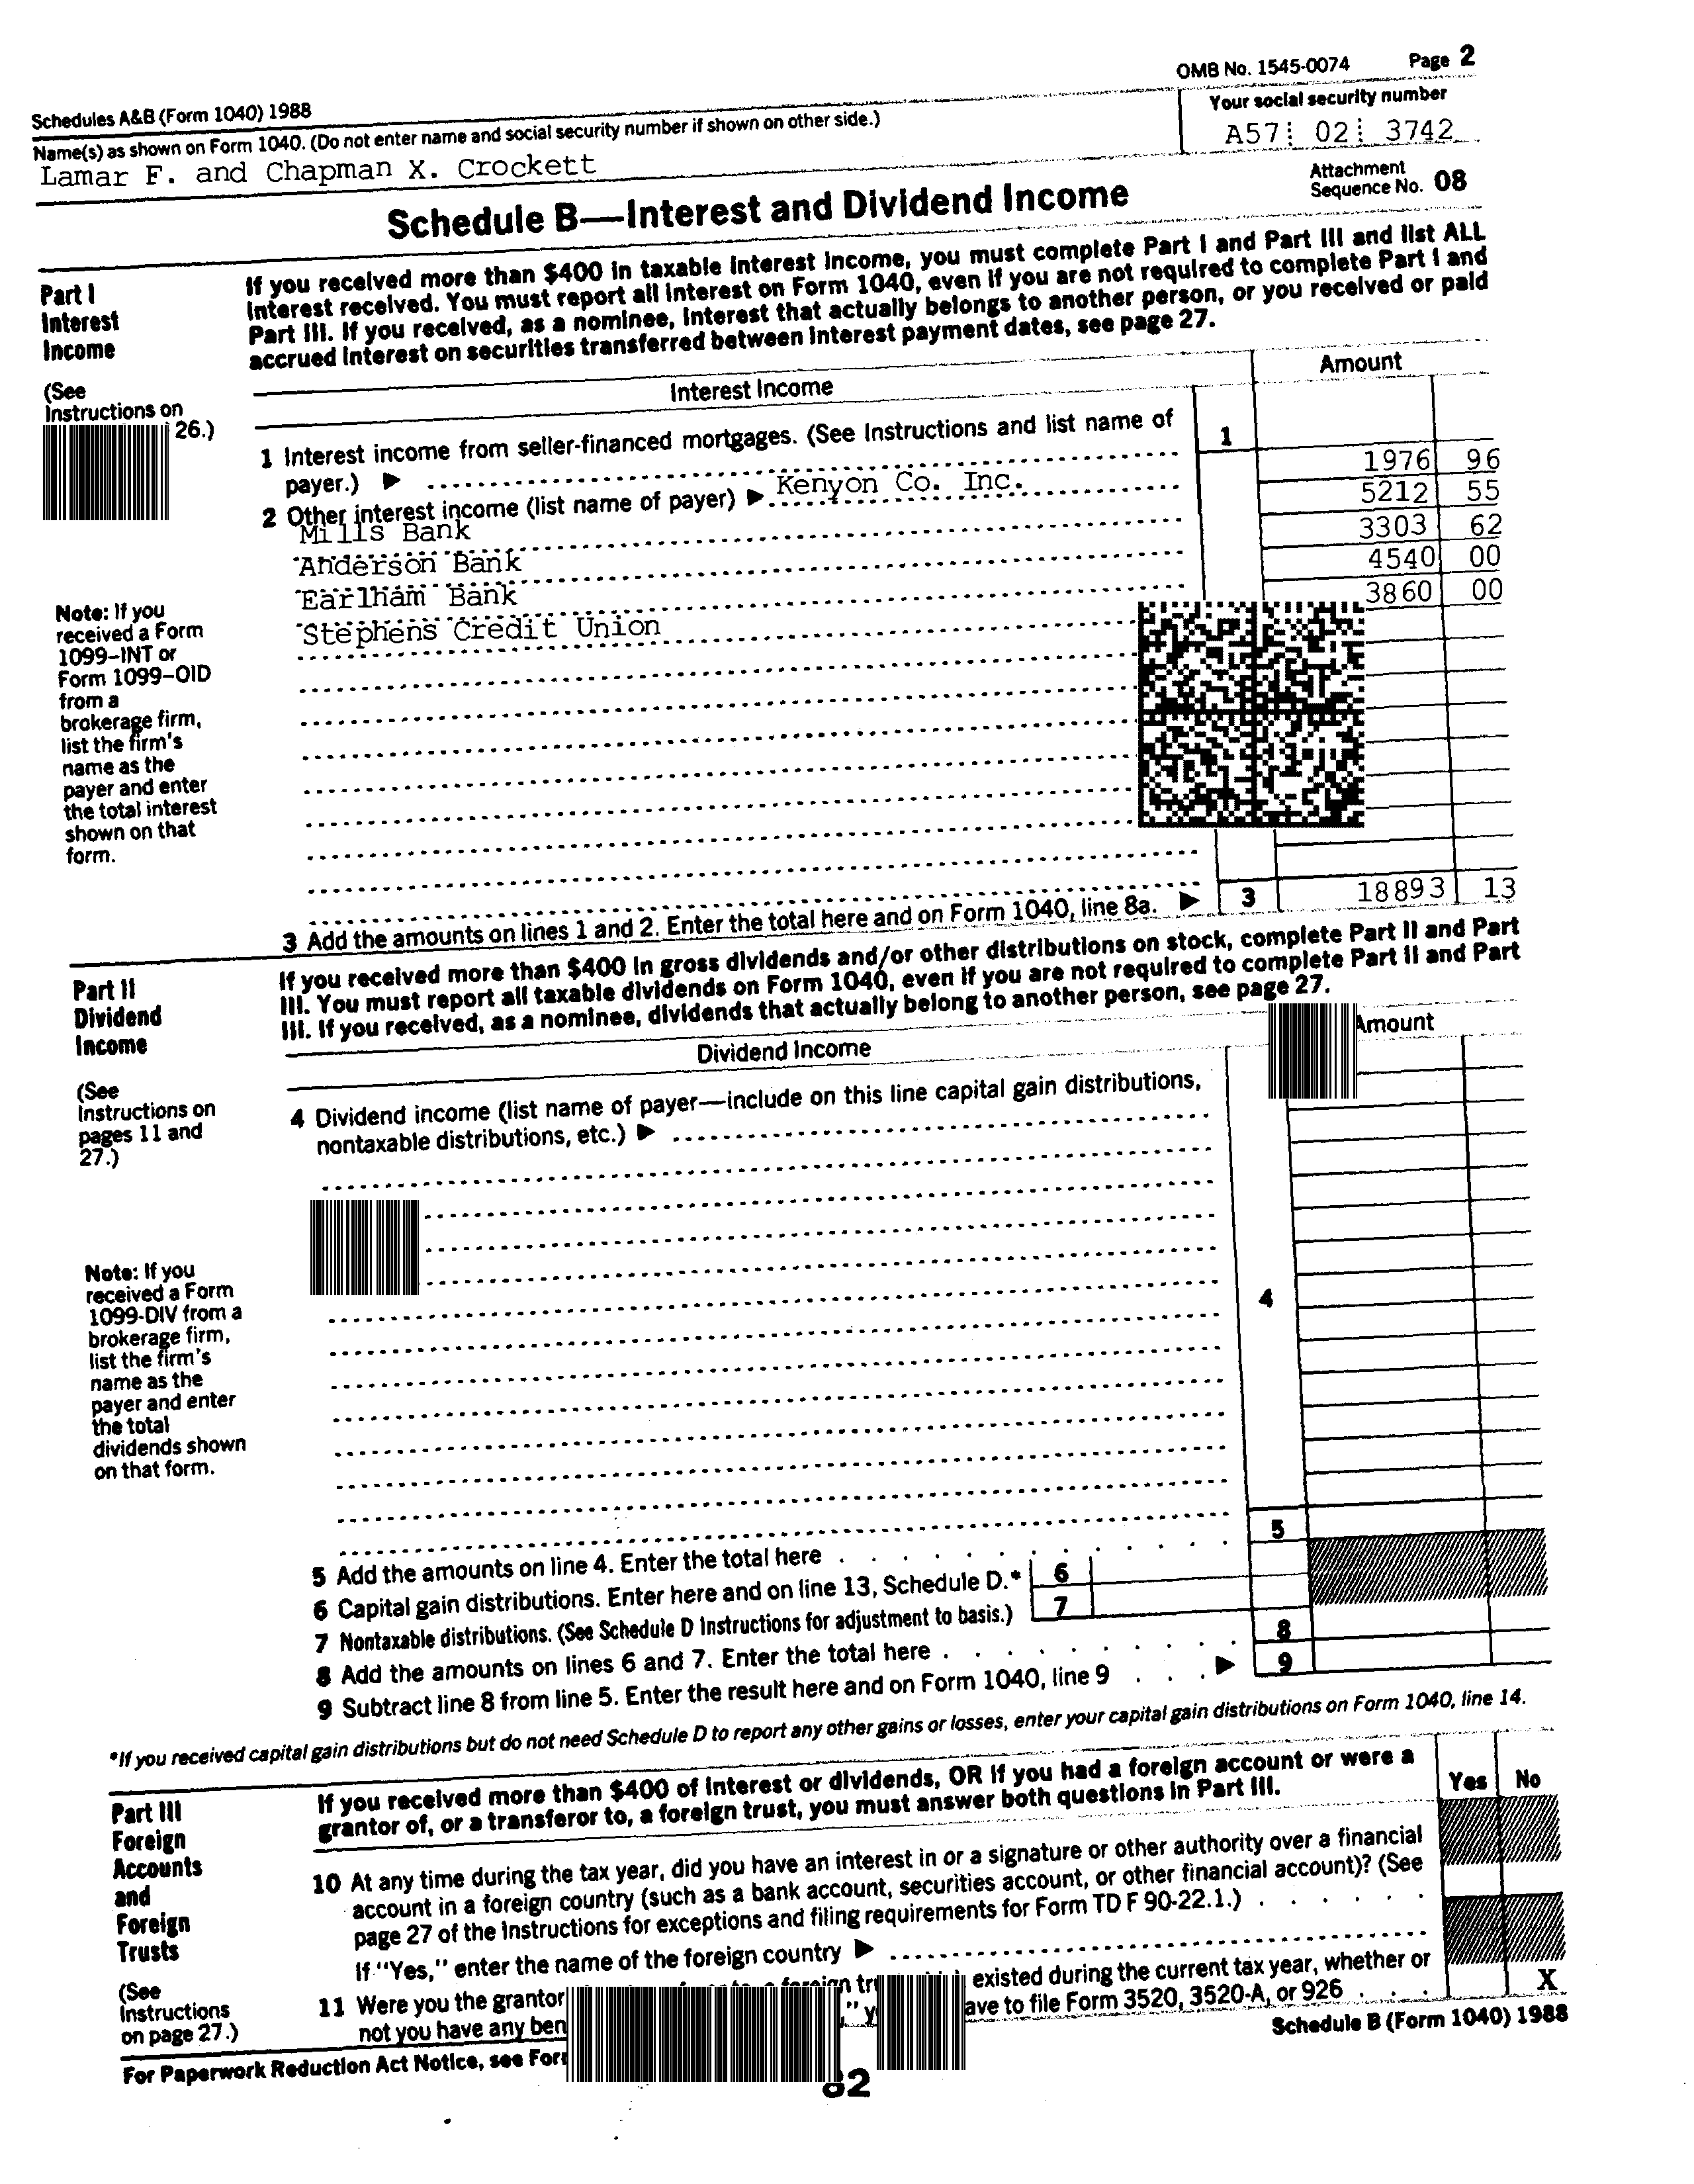 OMB No. 1545-0074 Page 2
Schedules A&B (Form 1040) 1988
Name(s) as shown on Form 1040. (Do not enter name and social security number if shown on other side.)
Your social security number
Lamar F. and Chapman X. Crockett
A57 02 3742
Schedule B—Interest and Dividend Income
Attachment
Sequence No. 08
Part I
Interest
Income
(See
Instructions on
26.)
If you received more than $400 in taxable interest income, you must complete Part I and Part III and list ALL
interest received. You must report all interest on Form 1040, even if you are not required to complete Part I and
Part III. If you received, as a nominee, interest that actually belongs to another person, or you received or paid
accrued interest on securities transferred between interest payment dates, see page 27.
Interest Income
Amount
1 Interest income from seller-financed mortgages. (See Instructions and list name of
payer.) ▶
1
2 Other interest income (list name of payer) ▶ Kenyon Co. Inc.
1976 96
Mills Bank
5212 55
Anderson Bank
3303 62
Earlham Bank
4540 00
Stephens Credit Union
3860 00
Note: If you
received a Form
1099–INT or
Form 1099–OID
from a
brokerage firm,
list the firm's
name as the
payer and enter
the total interest
shown on that
form.
3 Add the amounts on lines 1 and 2. Enter the total here and on Form 1040, line 8a. ▶ 3 18893 13
Part II
Dividend
Income
(See
Instructions on
pages 11 and
27.)
If you received more than $400 in gross dividends and/or other distributions on stock, complete Part II and Part
III. You must report all taxable dividends on Form 1040, even if you are not required to complete Part II and Part
III. If you received, as a nominee, dividends that actually belong to another person, see page 27.
Dividend Income
Amount
4 Dividend income (list name of payer—include on this line capital gain distributions,
nontaxable distributions, etc.) ▶
4
Note: If you
received a Form
1099-DIV from a
brokerage firm,
list the firm's
name as the
payer and enter
the total
dividends shown
on that form.
5 Add the amounts on line 4. Enter the total here . . . . . . . . . . 5
6 Capital gain distributions. Enter here and on line 13, Schedule D.* 6
7 Nontaxable distributions. (See Schedule D Instructions for adjustment to basis.) 7
8 Add the amounts on lines 6 and 7. Enter the total here . . . . . . . . 8
9 Subtract line 8 from line 5. Enter the result here and on Form 1040, line 9 . . . ▶ 9
*If you received capital gain distributions but do not need Schedule D to report any other gains or losses, enter your capital gain distributions on Form 1040, line 14.
Part III
Foreign
Accounts
and
Foreign
Trusts
(See
Instructions
on page 27.)
If you received more than $400 of interest or dividends, OR if you had a foreign account or were a
grantor of, or a transferor to, a foreign trust, you must answer both questions in Part III.
Yes No
10 At any time during the tax year, did you have an interest in or a signature or other authority over a financial
account in a foreign country (such as a bank account, securities account, or other financial account)? (See
page 27 of the Instructions for exceptions and filing requirements for Form TD F 90-22.1.) . . . . . .
If "Yes," enter the name of the foreign country ▶
11 Were you the grantor foreign existed during the current tax year, whether or
not you have any to file Form 3520, 3520-A, or 926 . . . X
For Paperwork Reduction Act Notice, see
Schedule B (Form 1040) 1988